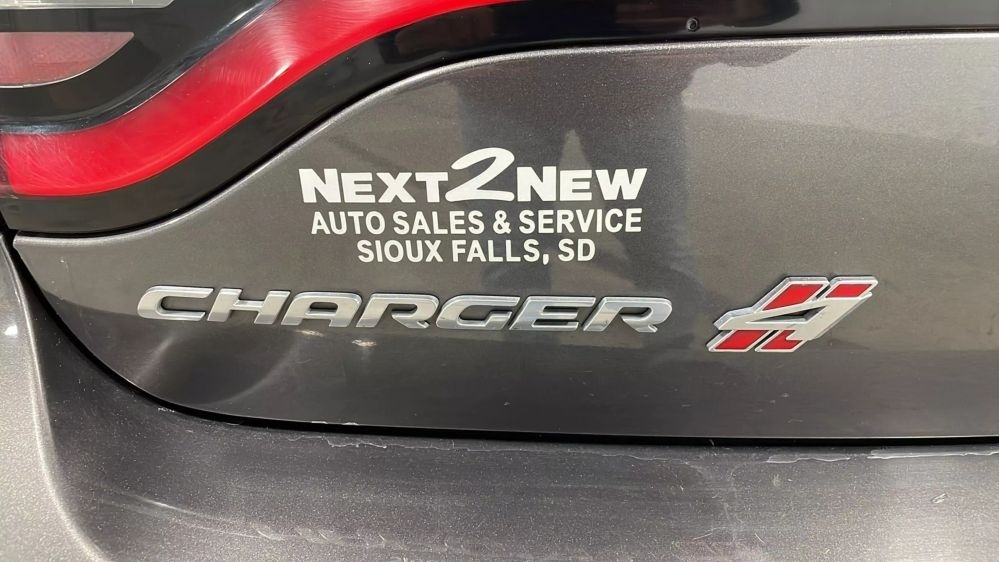 NEXT2NEW
AUTO SALES & SERVICE
SIOUX FALLS, SD
CHARGER